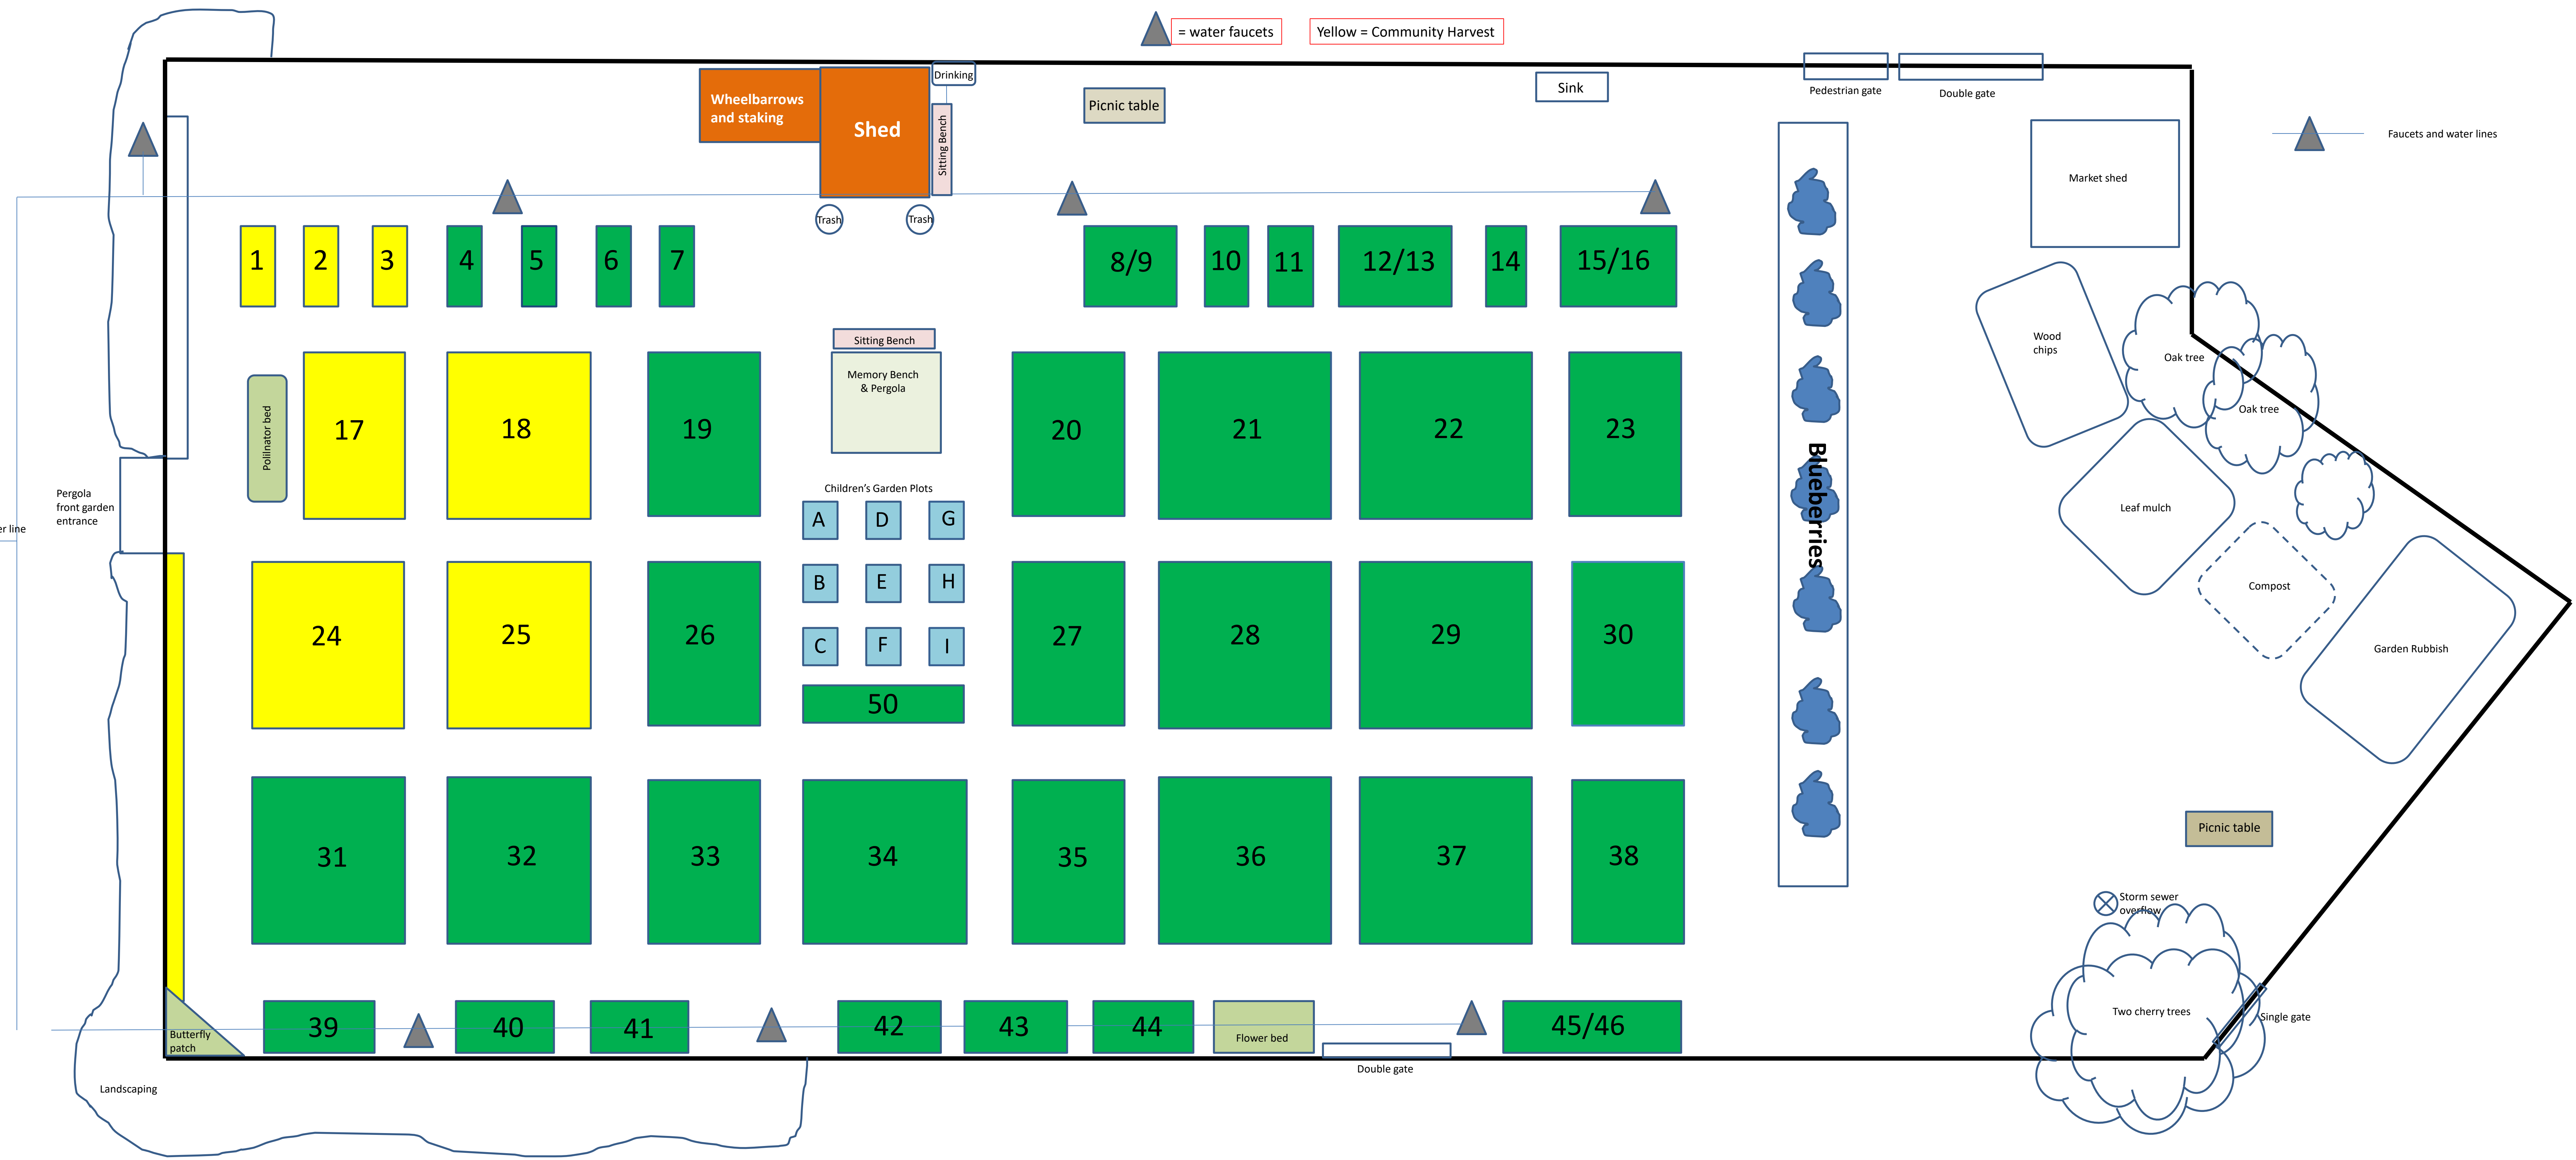 = water faucets
Yellow = Community Harvest
Drinking
Wheelbarrows
and staking
Shed
Sitting Bench
Picnic table
Sink
Pedestrian gate
Double gate
Faucets and water lines
Market shed
Trash
Trash
1
2
3
4
5
6
7
8/9
10
11
12/13
14
15/16
Sitting Bench
Memory Bench
& Pergola
Wood
chips
Oak tree
Oak tree
Polilnator bed
17
18
19
20
21
22
23
Blueberries
Children's Garden Plots
Pergola
front garden
entrance
er line
A
D
G
Leaf mulch
B
E
H
Compost
24
25
26
27
28
29
30
C
F
I
Garden Rubbish
50
Picnic table
31
32
33
34
35
36
37
38
Storm sewer
overflow
Two cherry trees
Single gate
Butterfly
patch
39
40
41
42
43
44
Flower bed
45/46
Double gate
Landscaping